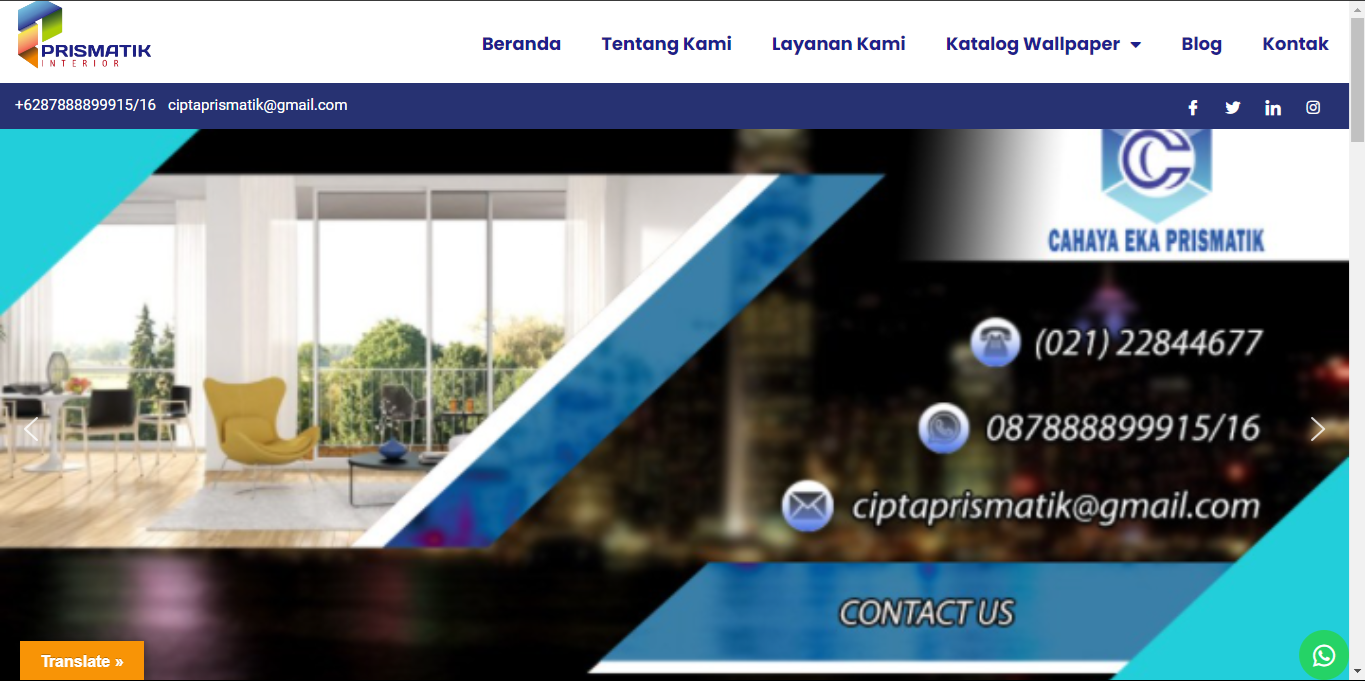 PRISMATIK
INTERIOR
Beranda
Tentang Kami
Layanan Kami
Katalog Wallpaper
Blog
Kontak
+6287888899915/16 ciptaprismatik@gmail.com
CAHAYA EKA PRISMATIK
(021) 22844677
087888899915/16
ciptaprismatik@gmail.com
CONTACT US
Translate »